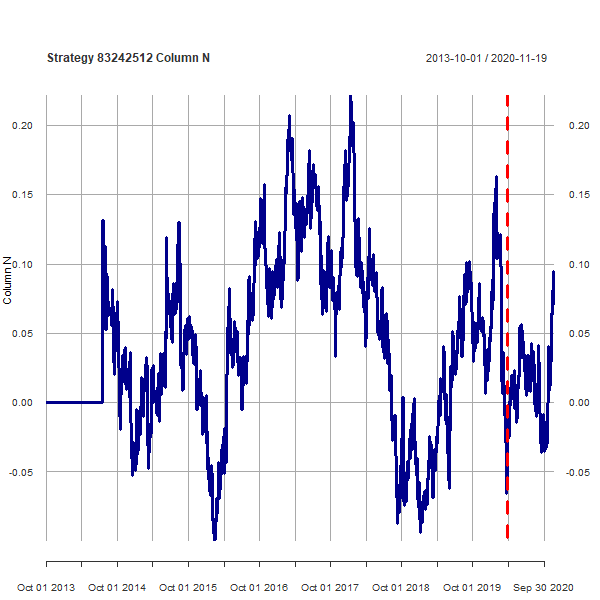 Strategy 83242512 Column N 2013-10-01 / 2020-11-19
0.20 0.20
0.15 0.15
0.10 0.10
Column N
0.05 0.05
0.00 0.00
-0.05 -0.05
Oct 01 2013 Oct 01 2014 Oct 01 2015 Oct 01 2016 Oct 01 2017 Oct 01 2018 Oct 01 2019 Sep 30 2020